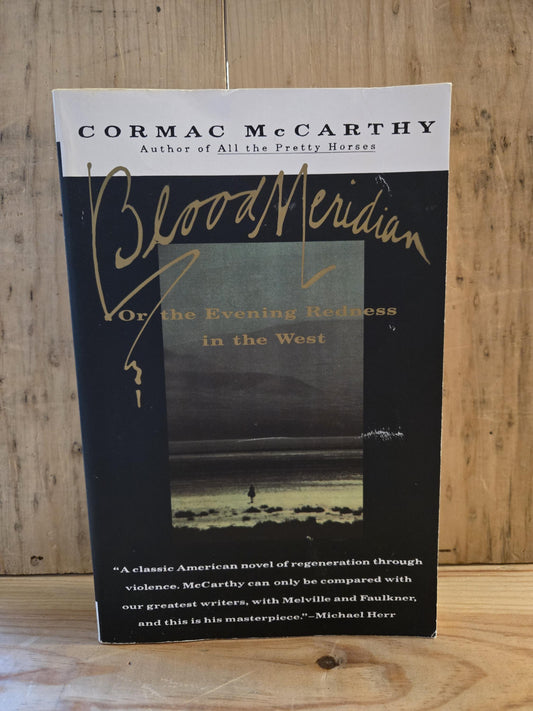 CORMAC McCARTHY
Author of All the Pretty Horses
Blood Meridian
Or the Evening Redness
in the West
“A classic American novel of regeneration through
violence. McCarthy can only be compared with
our greatest writers, with Melville and Faulkner,
and this is his masterpiece.”–Michael Herr